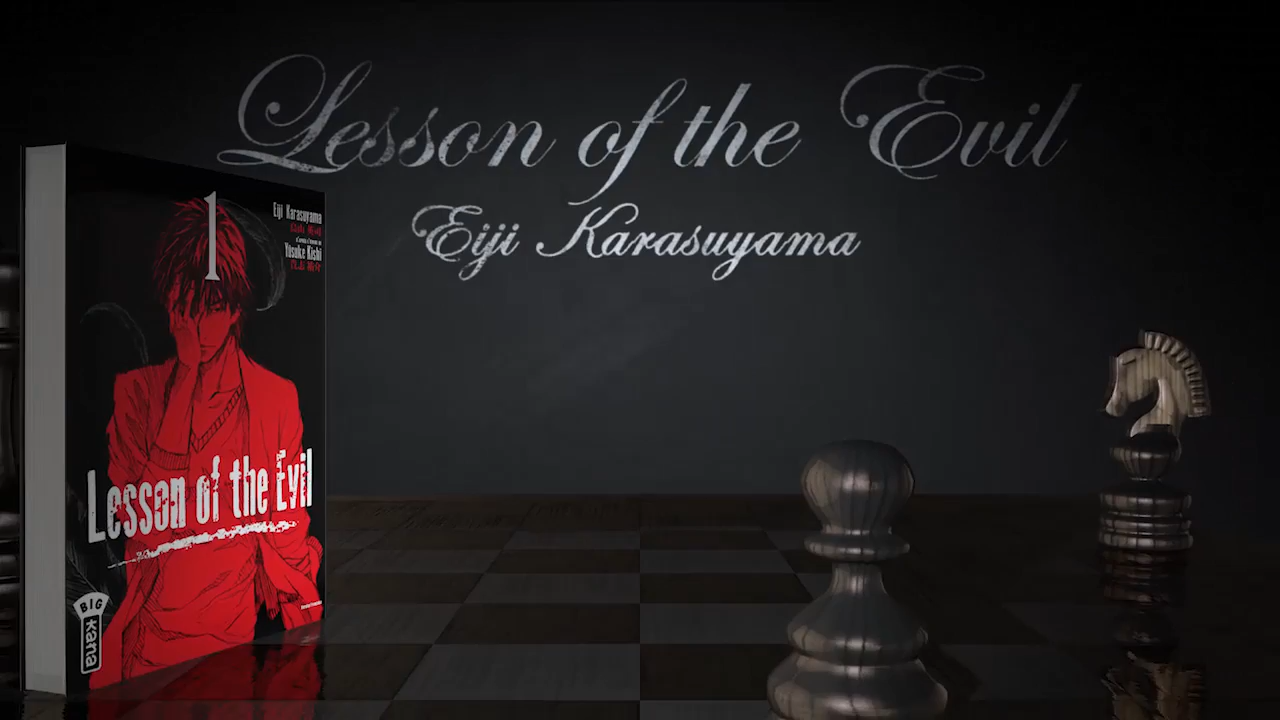 Lesson of the Evil
Eiji Karasuyama
1
Eiji Karasuyama
Yusuke Kishi
Lesson of the Evil
BIG
kana